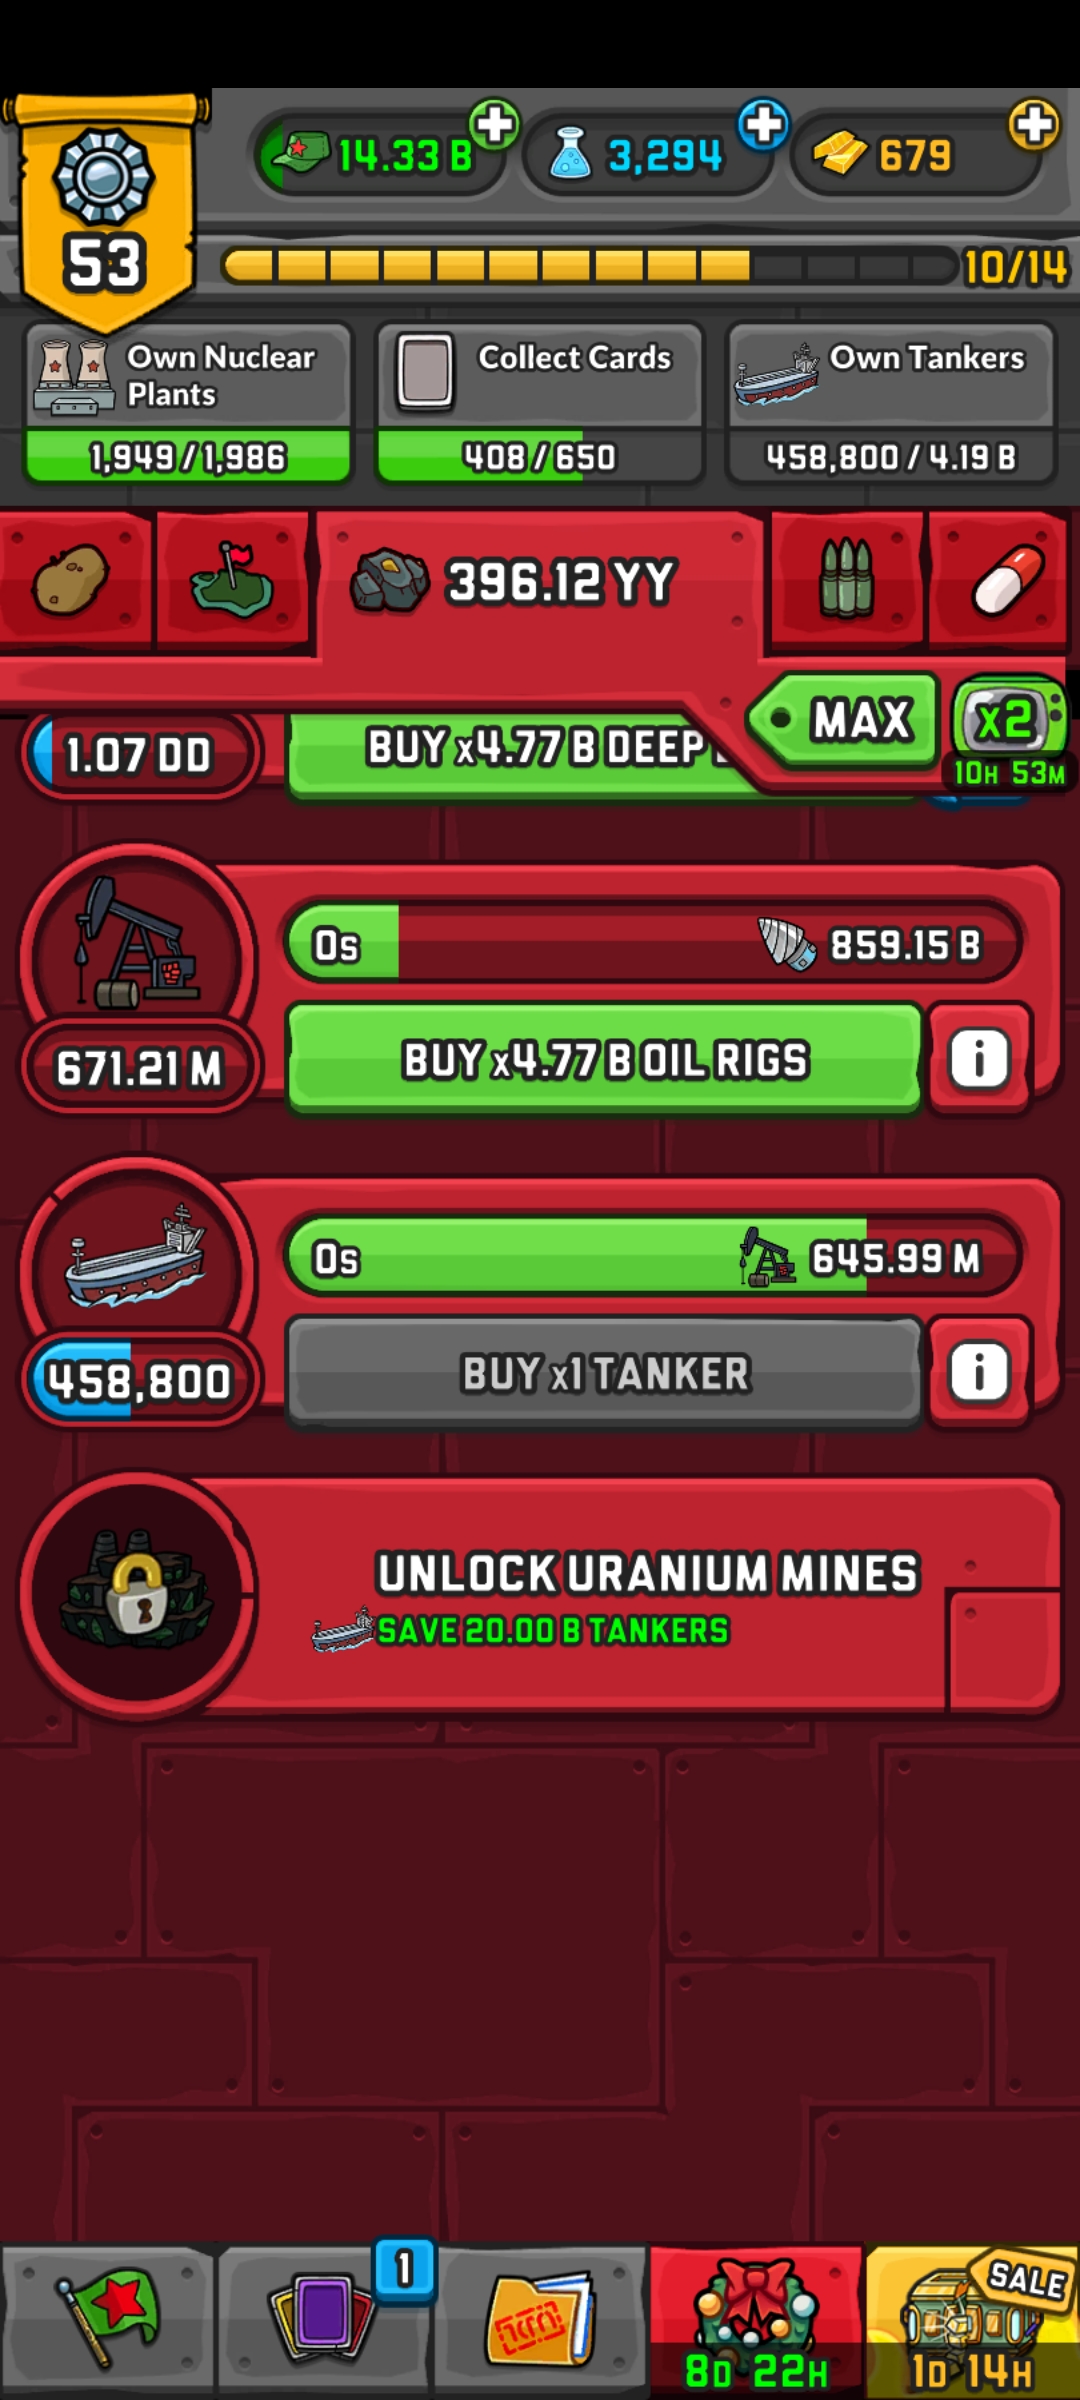 14.33 B
3,294
679
53
10/14
Own Nuclear
Plants
1,949/1,986
Collect Cards
408/650
Own Tankers
458,800/4.19 B
396.12 YY
MAX
x2
10H 53M
1.07 DD
BUY x4.77 B DEEP
0s
859.15 B
671.21 M
BUY x4.77 B OIL RIGS
i
0s
645.99 M
458,800
BUY x1 TANKER
i
UNLOCK URANIUM MINES
SAVE 20.00 B TANKERS
1
SALE
8D 22H
1D 14H